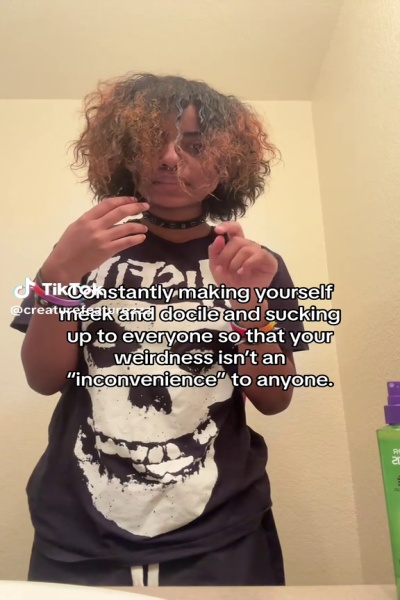 MISFITS
TikTok
Constantly making yourself
meek and docile and sucking
up to everyone so that your
weirdness isn't an
"inconvenience" to anyone.